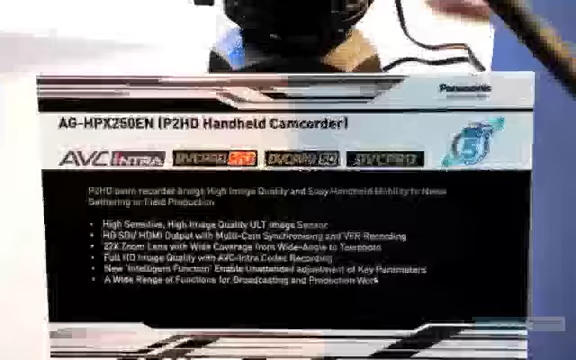 Panasonic
AG-HPX250EN (P2HD Handheld Camcorder)
AVC INTRA DVCPRO HD DVCPRO 50 DVCPRO
P2HD cam recorder brings High Image Quality and Easy Handheld Mobility to News
Gathering or Field Production
• High Sensitive, High Image Quality ULT Image Sensor
• HD SDI/ HDMI Output with Multi-Cam Synchronising and VFR Recording
• 22X Zoom Lens with Wide Coverage from Wide-Angle to Telephoto
• Full HD Image Quality with AVC-Intra Codec Recording
• New 'Intelligent Function' Enable Unattended adjustment of Key Parameters
• A Wide Range of Functions for Broadcasting and Production Work
5